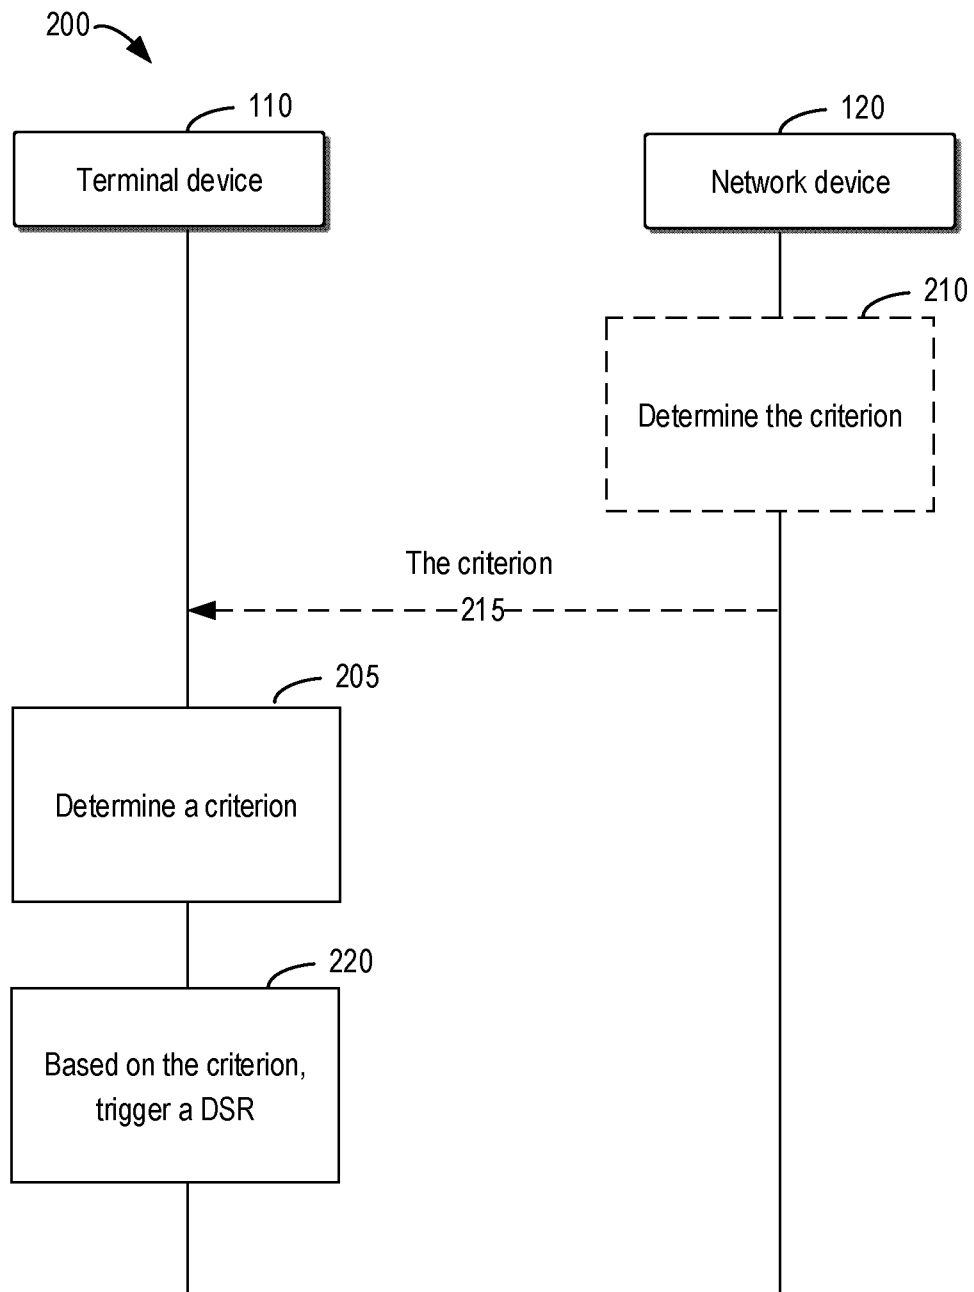 200
110
120
Terminal device
Network device
210
Determine the criterion
The criterion
215
205
Determine a criterion
220
Based on the criterion,
trigger a DSR